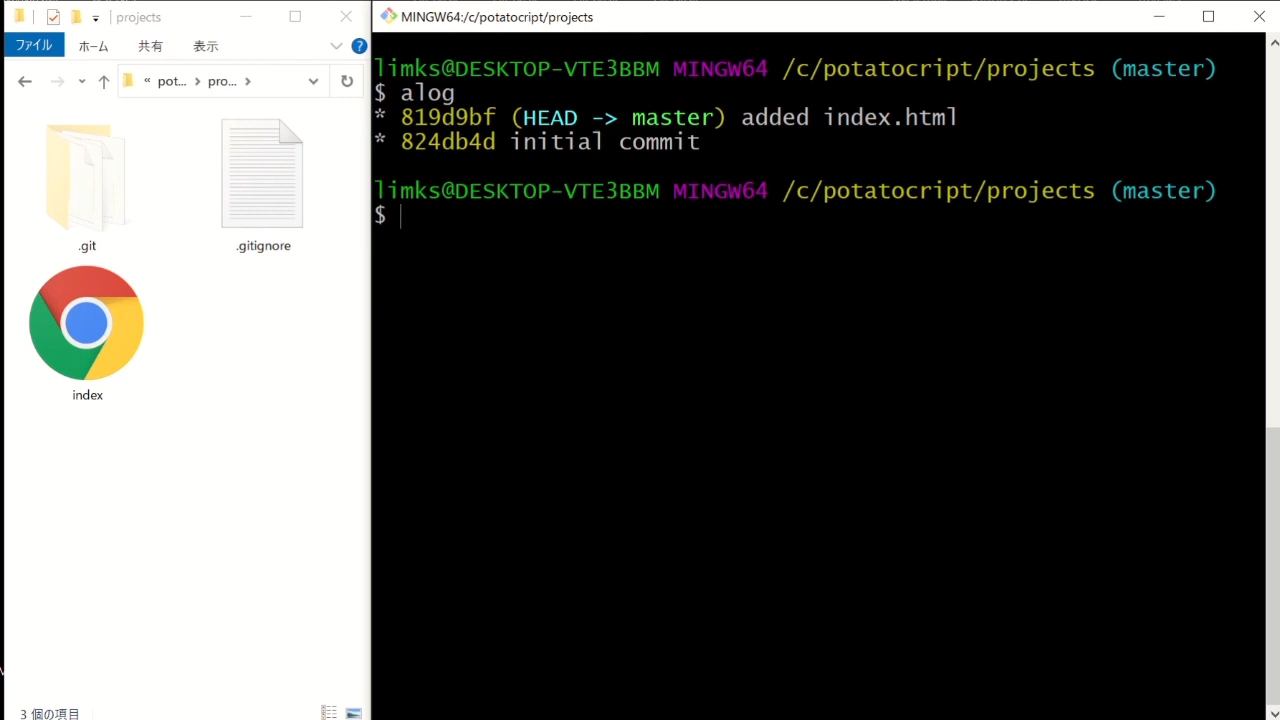 projects
ファイル
ホーム
共有
表示
?
« pot... > pro... >
.git
.gitignore
index
3 個の項目
MINGW64:/c/potatocript/projects
limks@DESKTOP-VTE3BBM MINGW64 /c/potatocript/projects (master)
$ alog
* 819d9bf (HEAD -> master) added index.html
* 824db4d initial commit
limks@DESKTOP-VTE3BBM MINGW64 /c/potatocript/projects (master)
$